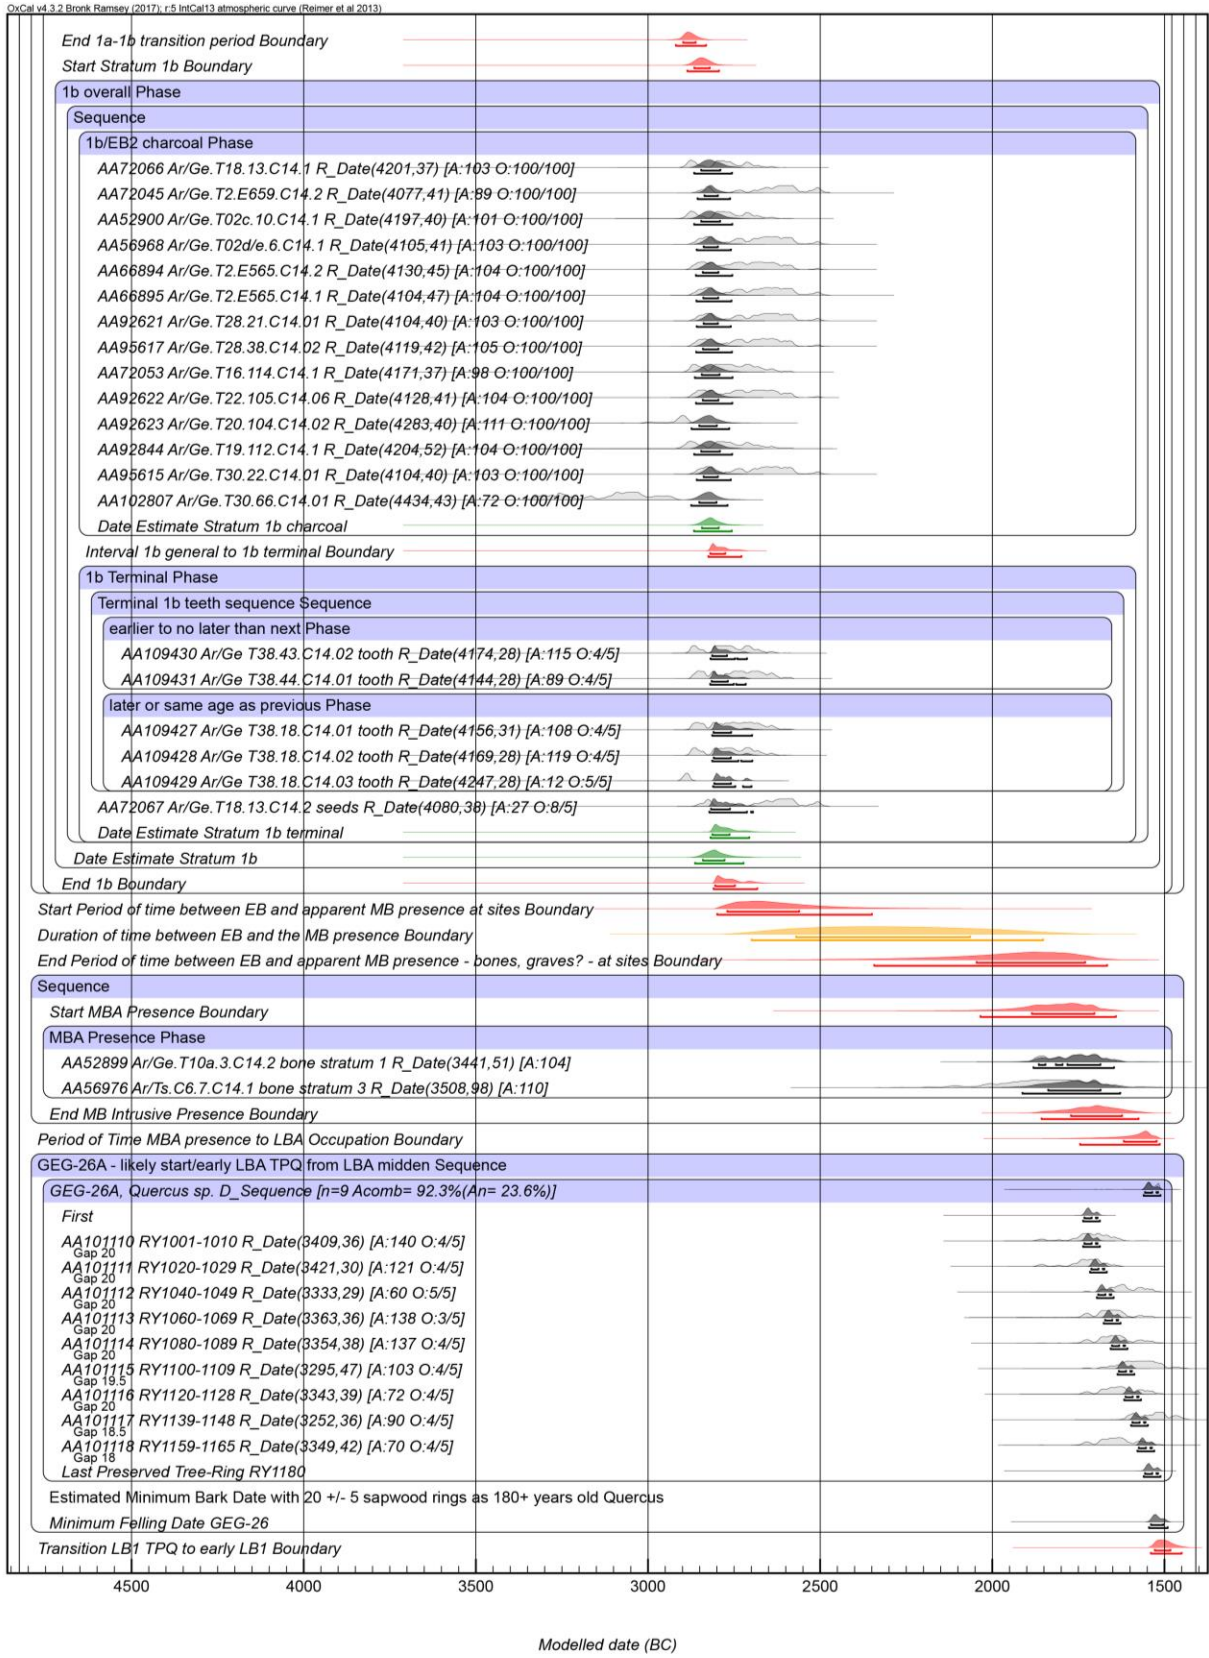 OxCal v4.3.2 Bronk Ramsey (2017); r:5 IntCal13 atmospheric curve (Reimer et al 2013)
End 1a-1b transition period Boundary
Start Stratum 1b Boundary
1b overall Phase
Sequence
1b/EB2 charcoal Phase
AA72066 Ar/Ge.T18.13.C14.1 R_Date(4201,37) [A:103 O:100/100]
AA72045 Ar/Ge.T2.E659.C14.2 R_Date(4077,41) [A:89 O:100/100]
AA52900 Ar/Ge.T02c.10.C14.1 R_Date(4197,40) [A:101 O:100/100]
AA56968 Ar/Ge.T02d/e.6.C14.1 R_Date(4105,41) [A:103 O:100/100]
AA66894 Ar/Ge.T2.E565.C14.2 R_Date(4130,45) [A:104 O:100/100]
AA66895 Ar/Ge.T2.E565.C14.1 R_Date(4104,47) [A:104 O:100/100]
AA92621 Ar/Ge.T28.21.C14.01 R_Date(4104,40) [A:103 O:100/100]
AA95617 Ar/Ge.T28.38.C14.02 R_Date(4119,42) [A:105 O:100/100]
AA72053 Ar/Ge.T16.114.C14.1 R_Date(4171,37) [A:98 O:100/100]
AA92622 Ar/Ge.T22.105.C14.06 R_Date(4128,41) [A:104 O:100/100]
AA92623 Ar/Ge.T20.104.C14.02 R_Date(4283,40) [A:111 O:100/100]
AA92844 Ar/Ge.T19.112.C14.1 R_Date(4204,52) [A:104 O:100/100]
AA95615 Ar/Ge.T30.22.C14.01 R_Date(4104,40) [A:103 O:100/100]
AA102807 Ar/Ge.T30.66.C14.01 R_Date(4434,43) [A:72 O:100/100]
Date Estimate Stratum 1b charcoal
Interval 1b general to 1b terminal Boundary
1b Terminal Phase
Terminal 1b teeth sequence Sequence
earlier to no later than next Phase
AA109430 Ar/Ge T38.43.C14.02 tooth R_Date(4174,28) [A:115 O:4/5]
AA109431 Ar/Ge T38.44.C14.01 tooth R_Date(4144,28) [A:89 O:4/5]
later or same age as previous Phase
AA109427 Ar/Ge T38.18.C14.01 tooth R_Date(4156,31) [A:108 O:4/5]
AA109428 Ar/Ge T38.18.C14.02 tooth R_Date(4169,28) [A:119 O:4/5]
AA109429 Ar/Ge T38.18.C14.03 tooth R_Date(4247,28) [A:12 O:5/5]
AA72067 Ar/Ge.T18.13.C14.2 seeds R_Date(4080,38) [A:27 O:8/5]
Date Estimate Stratum 1b terminal
Date Estimate Stratum 1b
End 1b Boundary
Start Period of time between EB and apparent MB presence at sites Boundary
Duration of time between EB and the MB presence Boundary
End Period of time between EB and apparent MB presence - bones, graves? - at sites Boundary
Sequence
Start MBA Presence Boundary
MBA Presence Phase
AA52899 Ar/Ge.T10a.3.C14.2 bone stratum 1 R_Date(3441,51) [A:104]
AA56976 Ar/Ts.C6.7.C14.1 bone stratum 3 R_Date(3508,98) [A:110]
End MB Intrusive Presence Boundary
Period of Time MBA presence to LBA Occupation Boundary
GEG-26A - likely start/early LBA TPQ from LBA midden Sequence
GEG-26A, Quercus sp. D_Sequence [n=9 Acomb= 92.3%(An= 23.6%)]
First
AA101110 RY1001-1010 R_Date(3409,36) [A:140 O:4/5]
Gap 20
AA101111 RY1020-1029 R_Date(3421,30) [A:121 O:4/5]
Gap 20
AA101112 RY1040-1049 R_Date(3333,29) [A:60 O:5/5]
Gap 20
AA101113 RY1060-1069 R_Date(3363,36) [A:138 O:3/5]
Gap 20
AA101114 RY1080-1089 R_Date(3354,38) [A:137 O:4/5]
Gap 20
AA101115 RY1100-1109 R_Date(3295,47) [A:103 O:4/5]
Gap 19.5
AA101116 RY1120-1128 R_Date(3343,39) [A:72 O:4/5]
Gap 20
AA101117 RY1139-1148 R_Date(3252,36) [A:90 O:4/5]
Gap 18.5
AA101118 RY1159-1165 R_Date(3349,42) [A:70 O:4/5]
Gap 18
Last Preserved Tree-Ring RY1180
Estimated Minimum Bark Date with 20 +/- 5 sapwood rings as 180+ years old Quercus
Minimum Felling Date GEG-26
Transition LB1 TPQ to early LB1 Boundary
4500 4000 3500 3000 2500 2000 1500
Modelled date (BC)